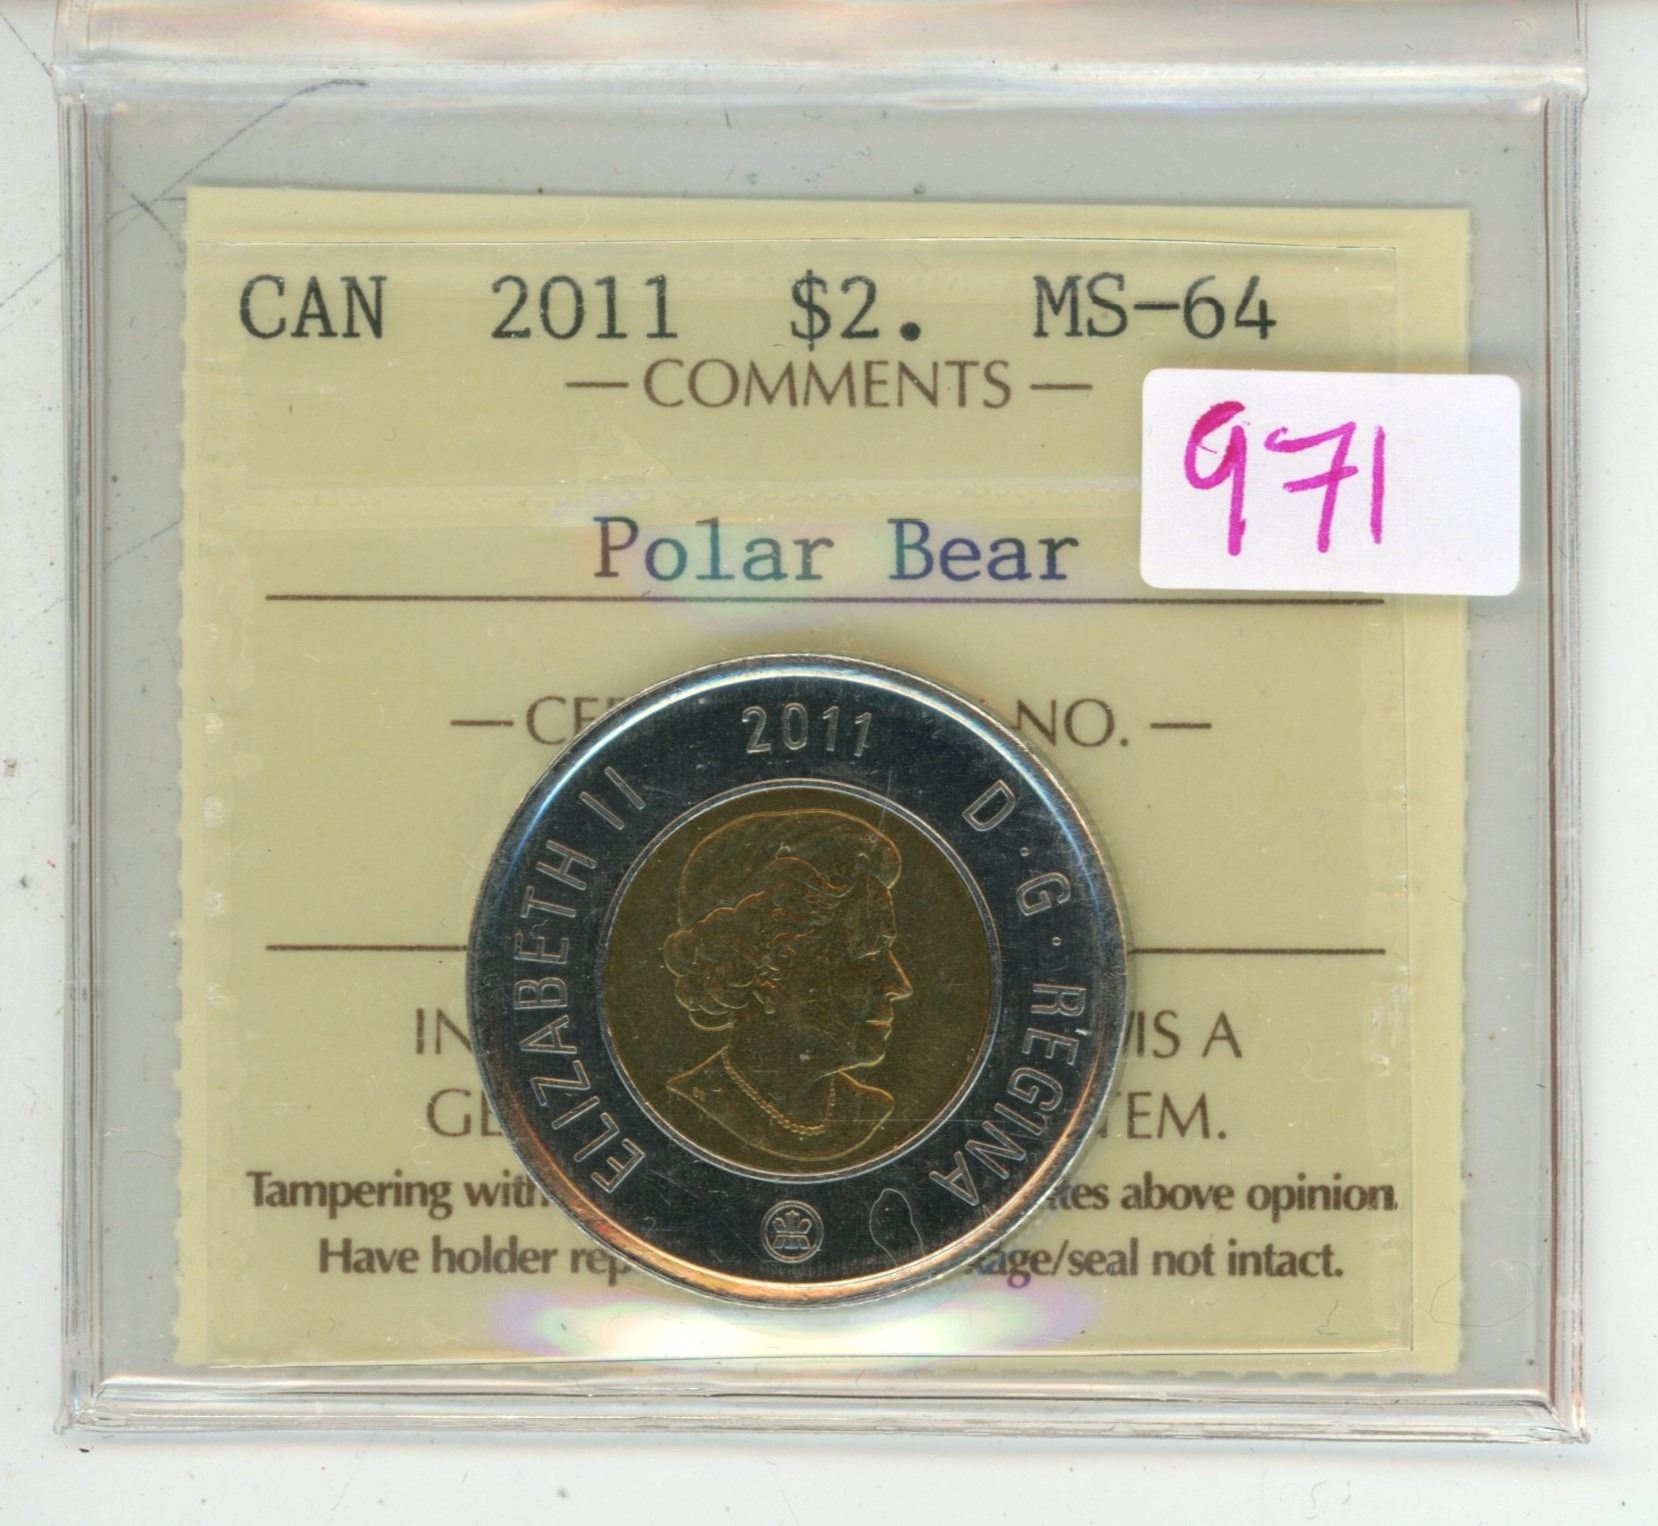 CAN 2011 $2. MS-64
— COMMENTS —
971
Polar Bear
— CE NO. —
2011
ELIZABETH II D·G·REGINA
IN IS A
GE TEM.
Tampering with tes above opinion.
Have holder rep age/seal not intact.